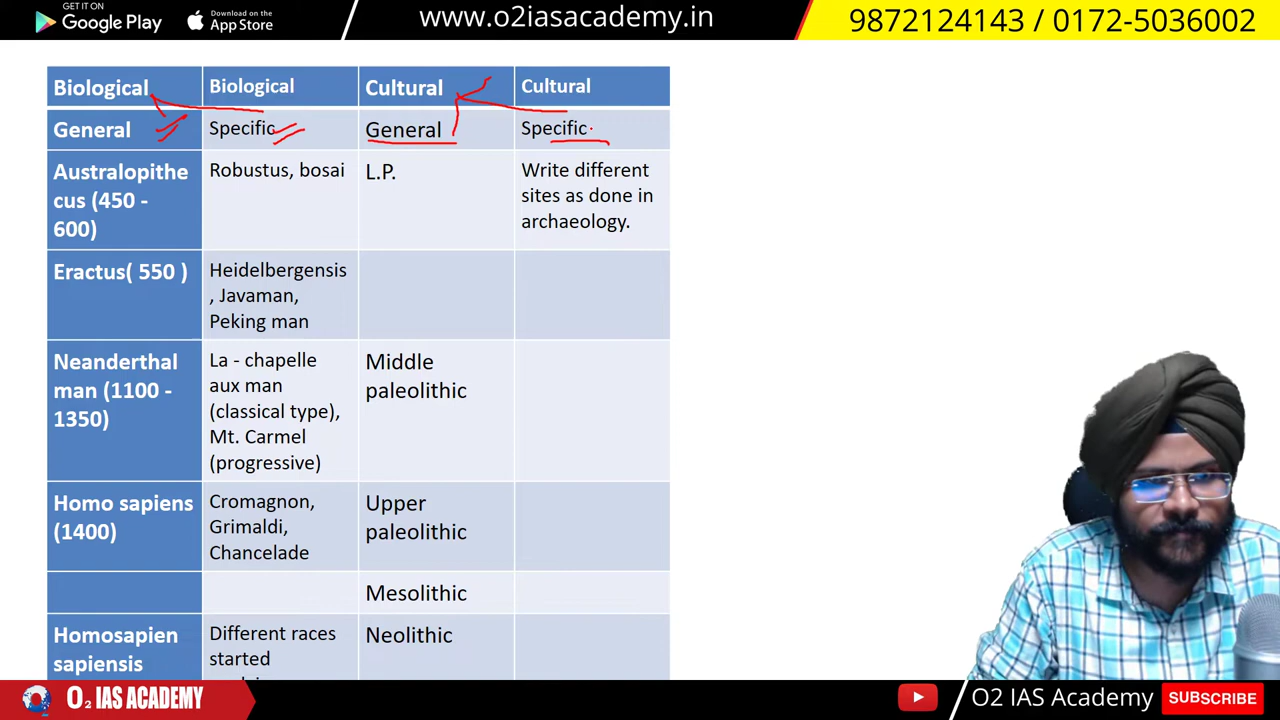 GET IT ON
Google Play
Download on the
App Store
www.o2iasacademy.in
9872124143 / 0172-5036002
Biological
Biological
Cultural
Cultural
General
Specific
General
Specific
Australopithe
cus (450 -
600)
Robustus, bosai
L.P.
Write different
sites as done in
archaeology.
Eractus( 550 )
Heidelbergensis
, Javaman,
Peking man
Neanderthal
man (1100 -
1350)
La - chapelle
aux man
(classical type),
Mt. Carmel
(progressive)
Middle
paleolithic
Homo sapiens
(1400)
Cromagnon,
Grimaldi,
Chancelade
Upper
paleolithic
Mesolithic
Homosapien
sapiensis
Different races
started
Neolithic
O2 IAS ACADEMY
O2 IAS Academy
SUBSCRIBE